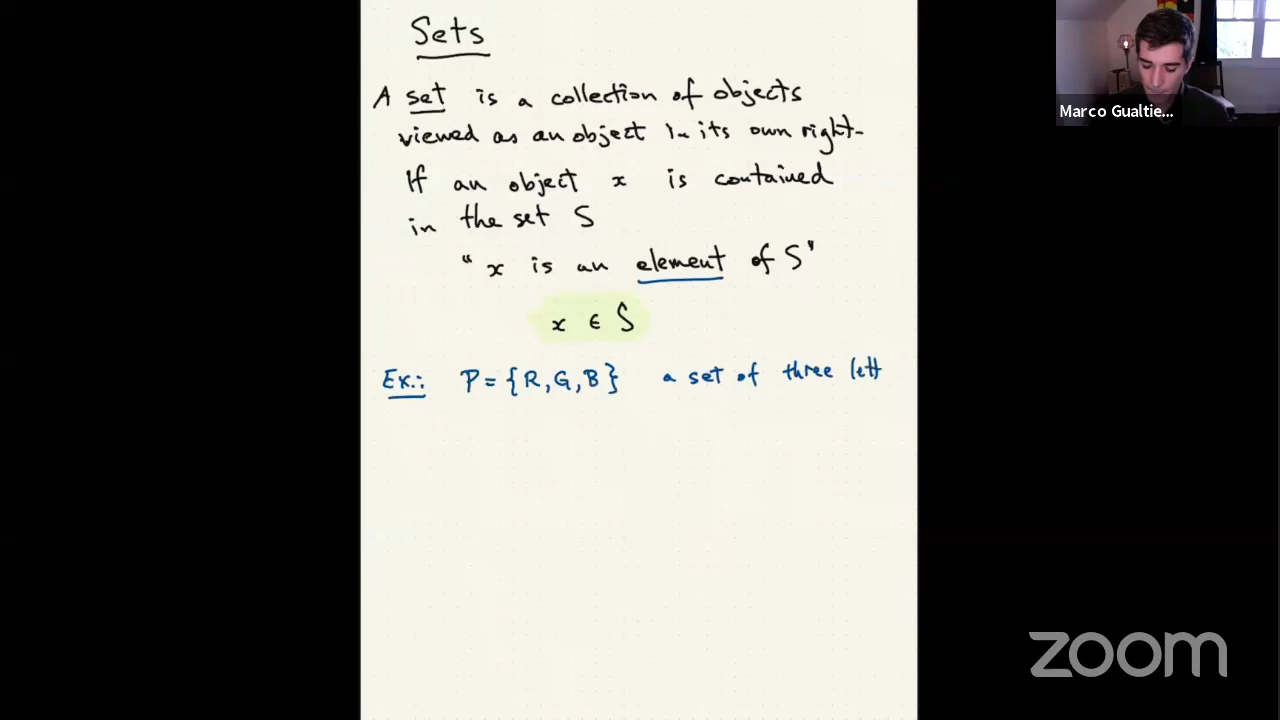 Sets
A set is a collection of objects
viewed as an object in its own right.
If an object x is contained
in the set S
" x is an element of S "
x ∈ S
Ex.: P = {R, G, B} a set of three lett
Marco Gualtie...
zoom